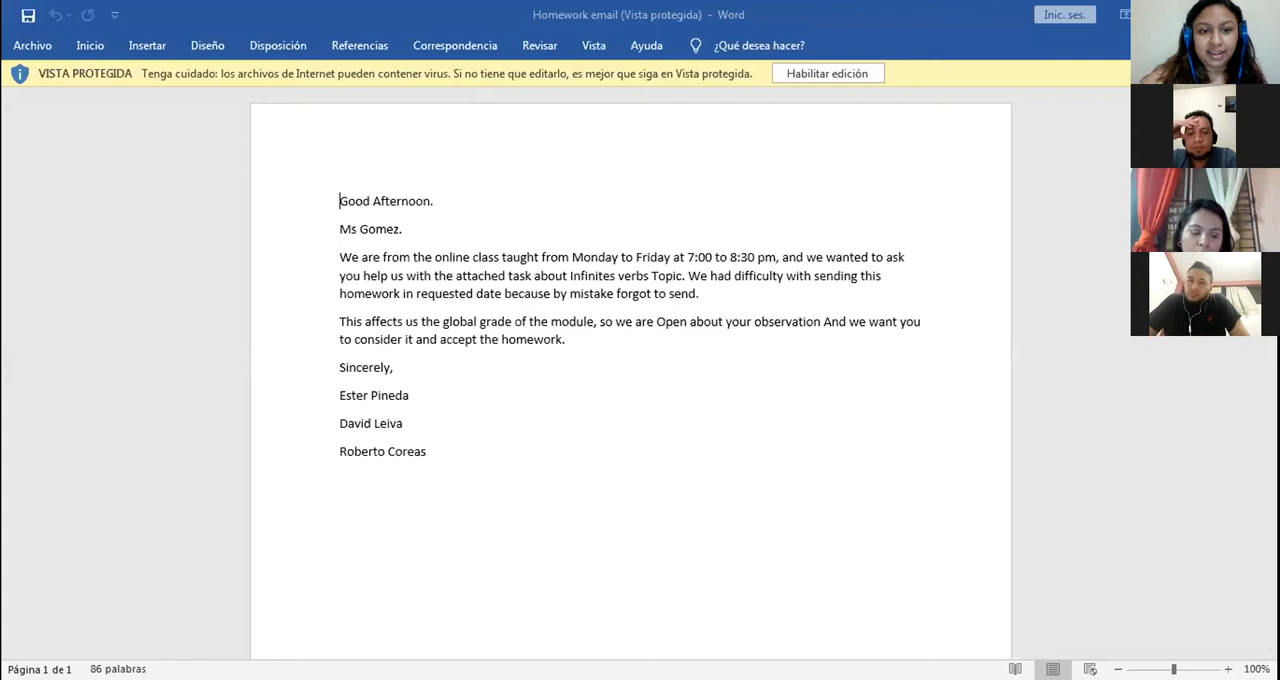 Homework email (Vista protegida) - Word
Inic. ses.
Archivo Inicio Insertar Diseño Disposición Referencias Correspondencia Revisar Vista Ayuda ¿Qué desea hacer?
VISTA PROTEGIDA Tenga cuidado: los archivos de Internet pueden contener virus. Si no tiene que editarlo, es mejor que siga en Vista protegida. Habilitar edición
Good Afternoon.
Ms Gomez.
We are from the online class taught from Monday to Friday at 7:00 to 8:30 pm, and we wanted to ask
you help us with the attached task about Infinites verbs Topic. We had difficulty with sending this
homework in requested date because by mistake forgot to send.
This affects us the global grade of the module, so we are Open about your observation And we want you
to consider it and accept the homework.
Sincerely,
Ester Pineda
David Leiva
Roberto Coreas
Página 1 de 1 86 palabras 100%